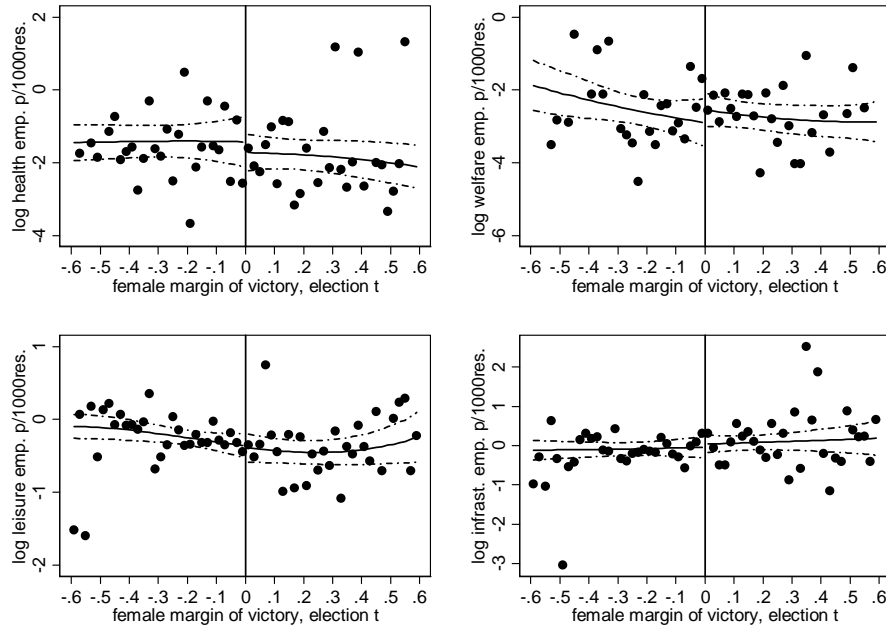 log health emp. p/1000res.
2
0
-2
-4
-.6 -.5 -.4 -.3 -.2 -.1 0 .1 .2 .3 .4 .5 .6
female margin of victory, election t
log welfare emp. p/1000res.
0
-2
-4
-6
-.6 -.5 -.4 -.3 -.2 -.1 0 .1 .2 .3 .4 .5 .6
female margin of victory, election t
log leisure emp. p/1000res.
1
0
-1
-2
-.6 -.5 -.4 -.3 -.2 -.1 0 .1 .2 .3 .4 .5 .6
female margin of victory, election t
log infrast. emp. p/1000res.
2
1
0
-1
-2
-3
-.6 -.5 -.4 -.3 -.2 -.1 0 .1 .2 .3 .4 .5 .6
female margin of victory, election t